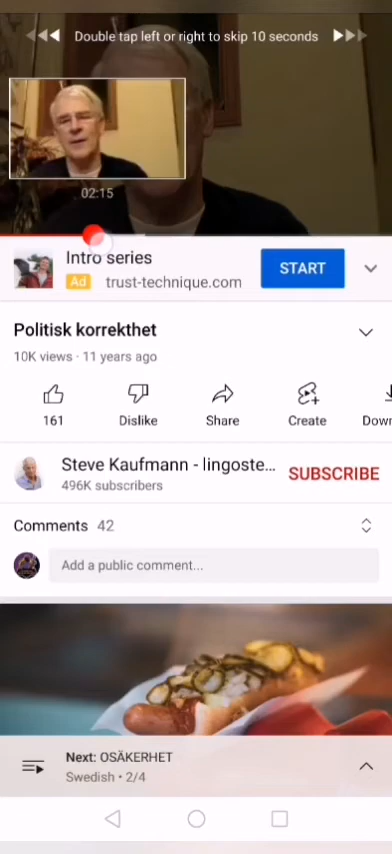 Double tap left or right to skip 10 seconds
02:15
Intro series
Ad trust-technique.com
START
Politisk korrekthet
10K views · 11 years ago
161
Dislike
Share
Create
Down
Steve Kaufmann - lingoste...
496K subscribers
SUBSCRIBE
Comments 42
Add a public comment...
Next: OSÄKERHET
Swedish • 2/4